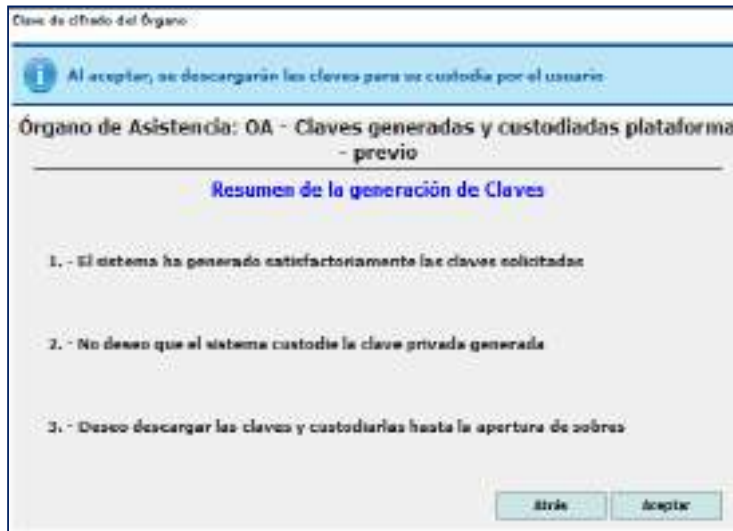 Clave de cifrado del Órgano
Al aceptar, se descargarán las claves para su custodia por el usuario
Órgano de Asistencia: OA - Claves generadas y custodiadas plataforma
- previo
Resumen de la generación de Claves
1. - El sistema ha generado satisfactoriamente las claves solicitadas
2. - No deseo que el sistema custodie la clave privada generada
3. - Deseo descargar las claves y custodiarlas hasta la apertura de sobres
Atrás Aceptar